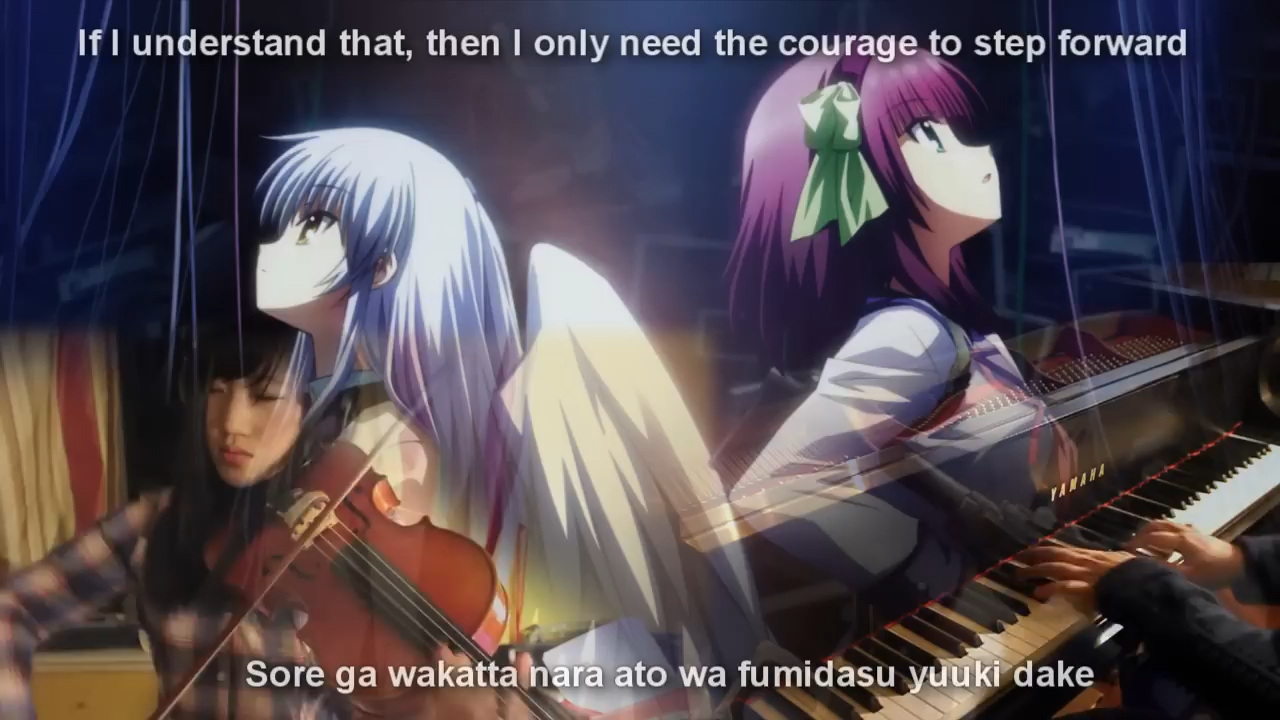 If I understand that, then I only need the courage to step forward
YAMAHA
Sore ga wakatta nara ato wa fumidasu yuuki dake